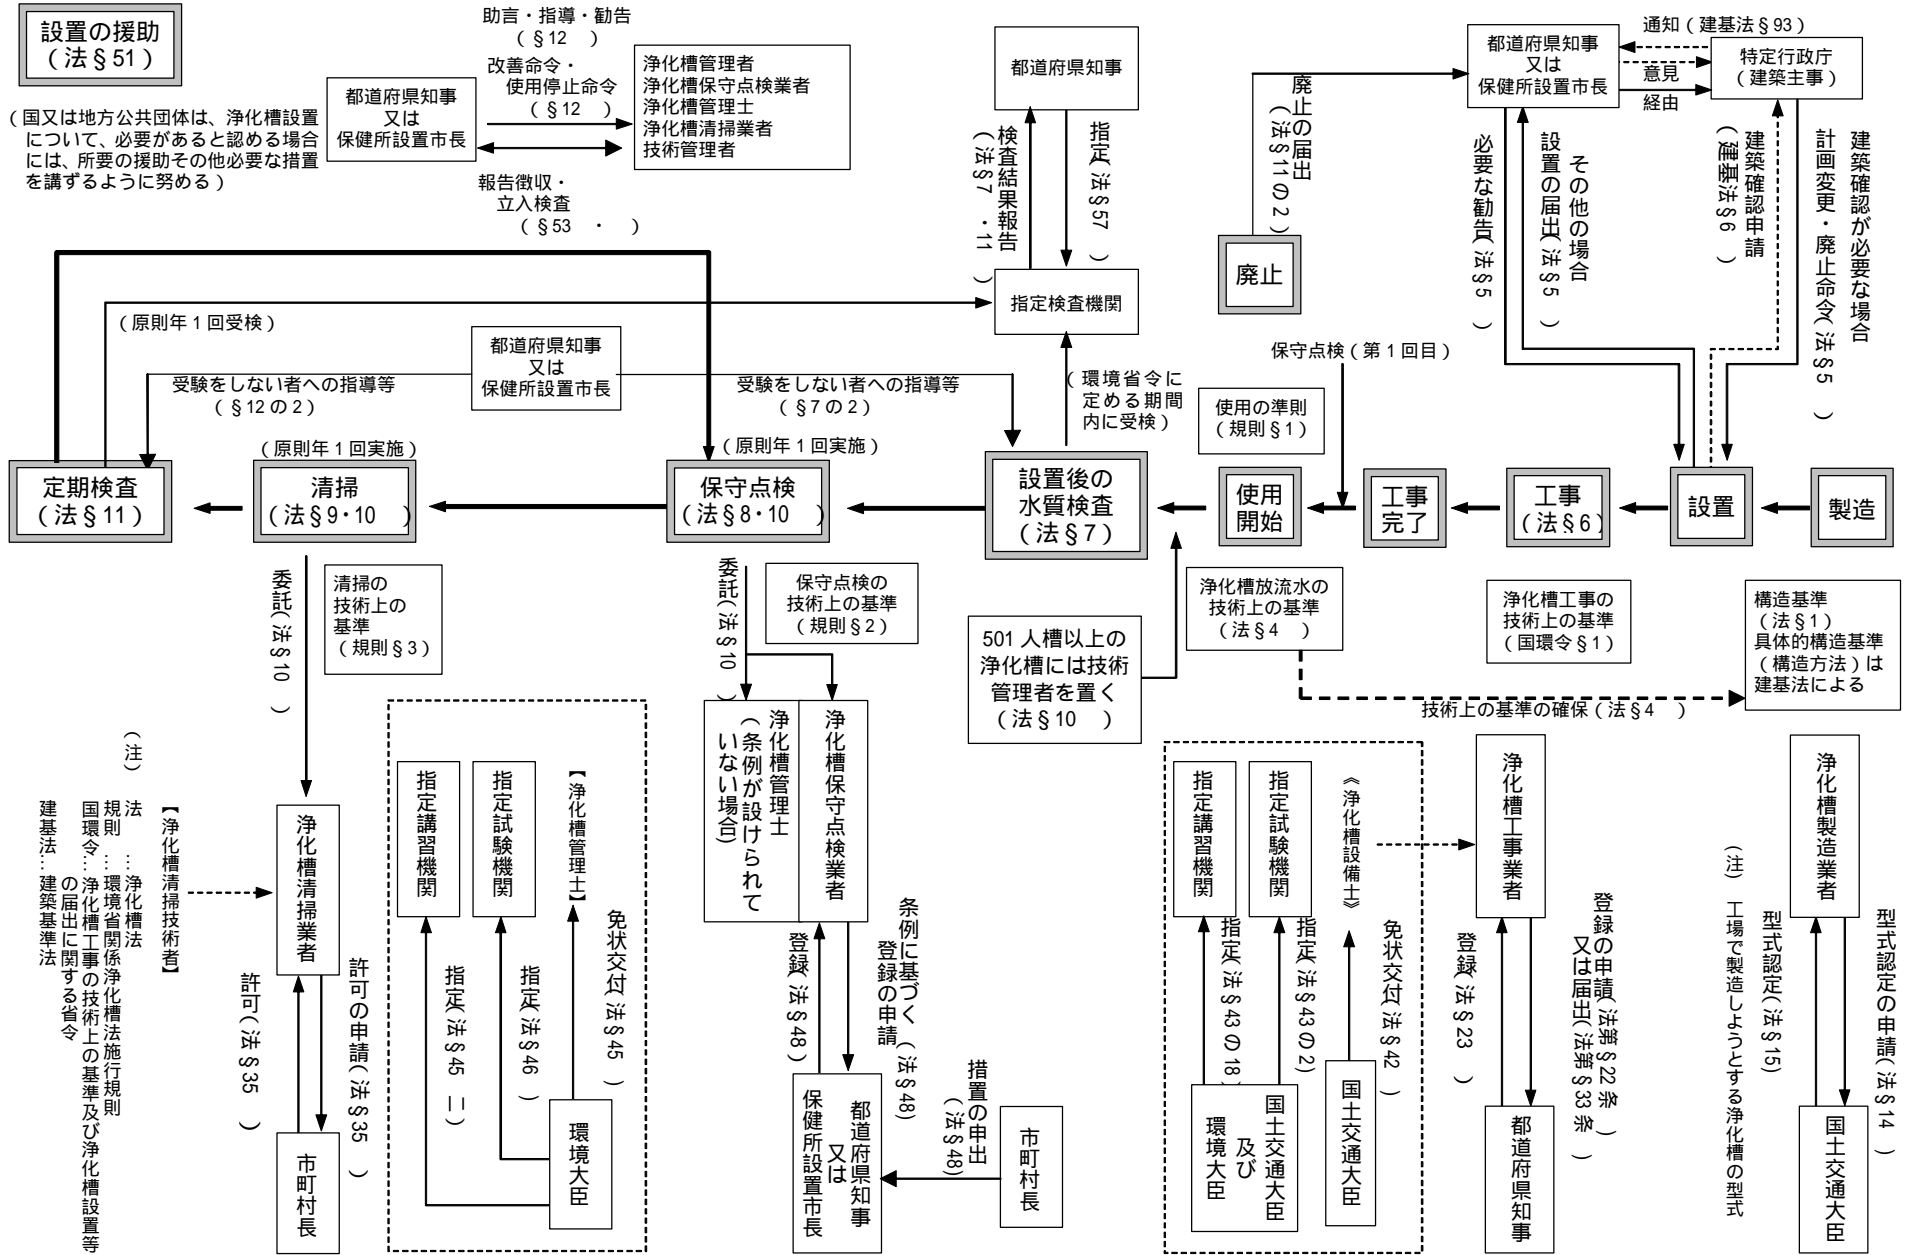 設置の援助
(法§51)
(国又は地方公共団体は、浄化槽設置
について、必要があると認める場合
には、所要の援助その他必要な措置
を講ずるように努める)
助言・指導・勧告
(§12　)
改善命令・
使用停止命令
(§12　)
都道府県知事
又は
保健所設置市長
浄化槽管理者
浄化槽保守点検業者
浄化槽管理士
浄化槽清掃業者
技術管理者
報告徴収・
立入検査
(§53　・　)
都道府県知事
検査結果報告
(法§7　・11　)
指定(法§57　)
指定検査機関
廃止の届出
(法§11の2)
廃止
都道府県知事
又は
保健所設置市長
通知(建基法§93)
意見
経由
特定行政庁
(建築主事)
必要な勧告(法§5　)
設置の届出(法§5　)
その他の場合
建築確認申請
(建基法§6　)
計画変更・廃止命令(法§5　)
建築確認が必要な場合
(原則年1回受検)
都道府県知事
又は
保健所設置市長
受験をしない者への指導等
(§12の2)
受験をしない者への指導等
(§7の2)
(環境省令に
定める期間
内に受検)
保守点検(第1回目)
使用の準則
(規則§1)
(原則年1回実施)
(原則年1回実施)
定期検査
(法§11)
清掃
(法§9・10　)
保守点検
(法§8・10　)
設置後の
水質検査
(法§7)
使用
開始
工事
完了
工事
(法§6)
設置
製造
委託(法§10　)
清掃の
技術上の
基準
(規則§3)
委託(法§10　)
保守点検の
技術上の基準
(規則§2)
501人槽以上の
浄化槽には技術
管理者を置く
(法§10　)
浄化槽放流水の
技術上の基準
(法§4　)
浄化槽工事の
技術上の基準
(国環令§1)
構造基準
(法§1)
具体的構造基準
(構造方法)は
建基法による
技術上の基準の確保(法§4　)
(注)
法　…浄化槽法
規則　…環境省関係浄化槽法施行規則
国環令…浄化槽工事の技術上の基準及び浄化槽設置等
の届出に関する省令
建基法…建築基準法
【浄化槽清掃技術者】
浄化槽清掃業者
許可(法§35　)
許可の申請(法§35　)
市町村長
指定講習機関
指定試験機関
【浄化槽管理士】
指定(法§45　二)
指定(法§46　)
免状交付(法§45　)
環境大臣
浄化槽管理士
(条例が設けられて
いない場合)
浄化槽保守点検業者
登録(法§48)
条例に基づく
登録の申請(法§48)
都道府県知事
又は
保健所設置市長
措置の申出
(法§48)
市町村長
指定講習機関
指定試験機関
《浄化槽設備士》
指定(法§43の18)
指定(法§43の2)
免状交付(法§42　)
国土交通大臣
及び
環境大臣
国土交通大臣
浄化槽工事業者
登録(法§23　)
登録の申請(法第§22条　)
又は届出(法第§33条　)
都道府県知事
(注)　工場で製造しようとする浄化槽の型式
浄化槽製造業者
型式認定(法§15)
型式認定の申請(法§14　)
国土交通大臣